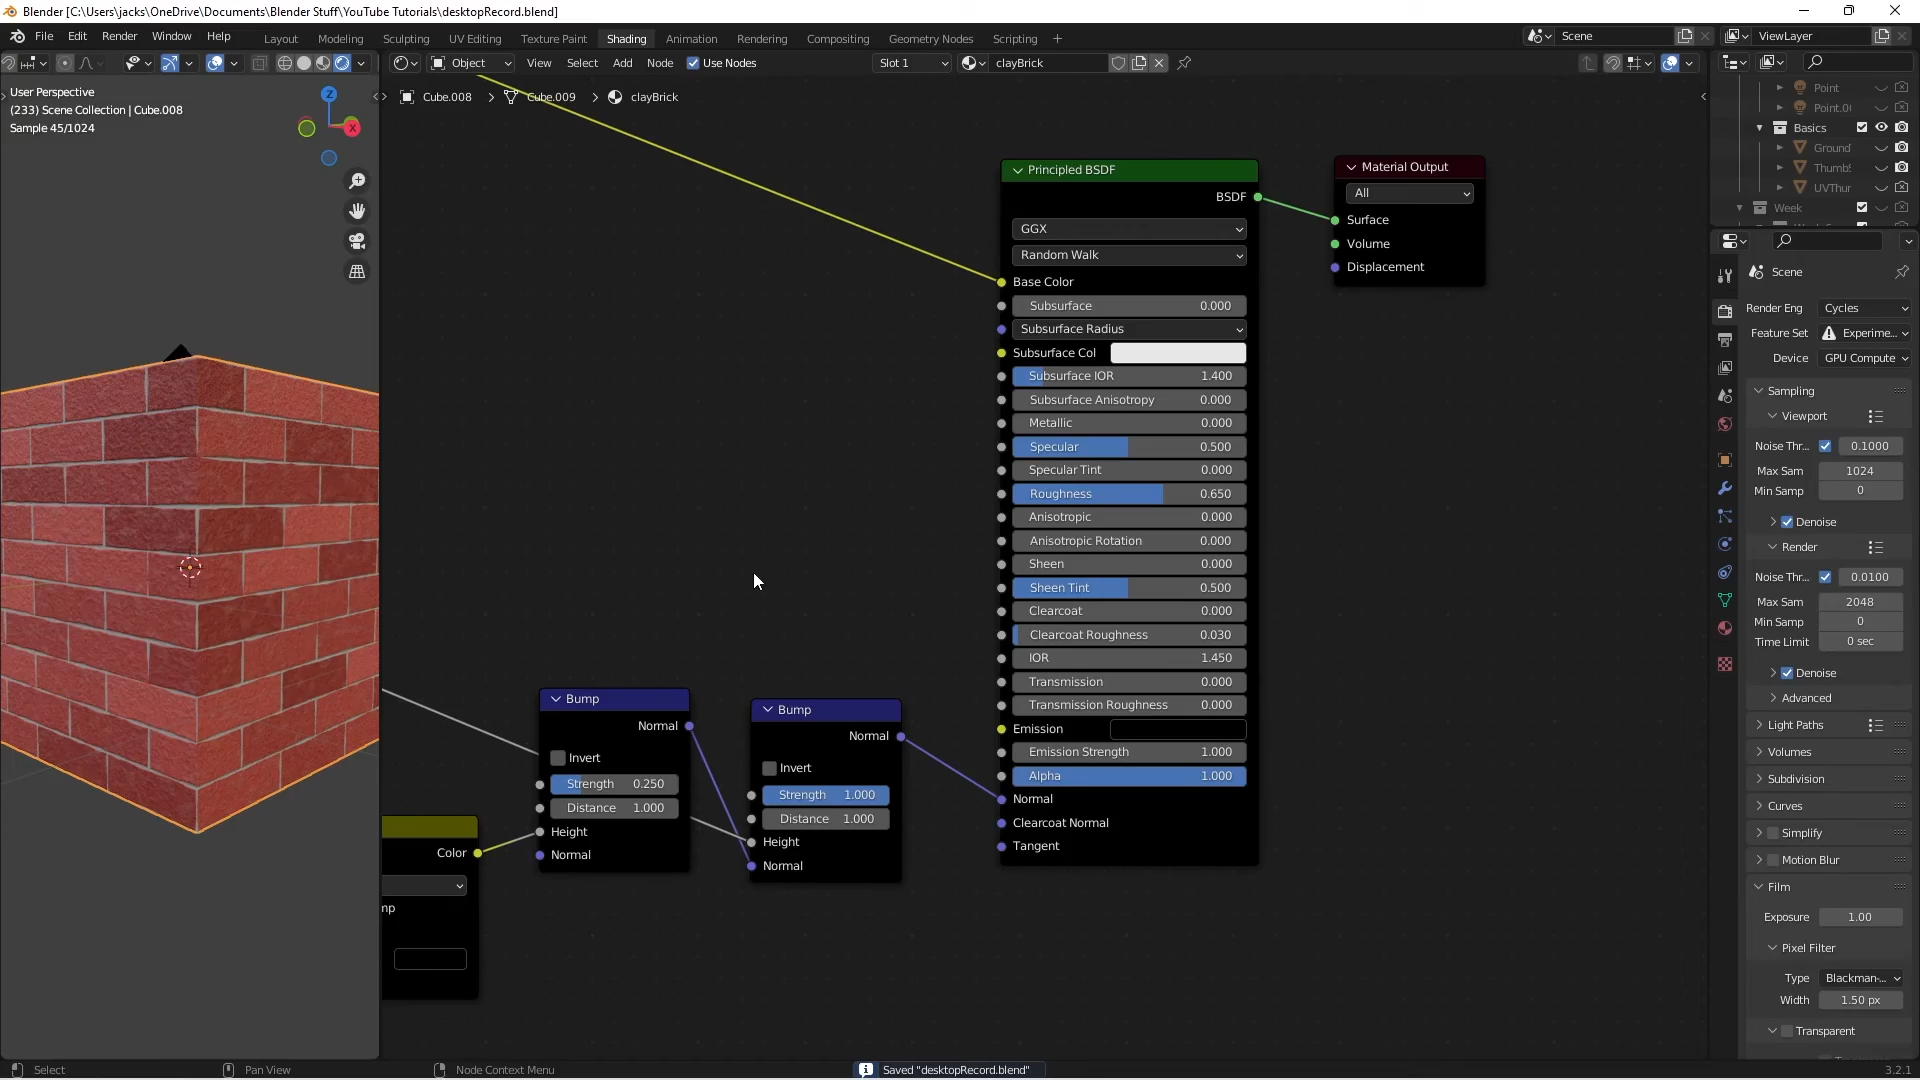 Blender [C:\Users\jacks\OneDrive\Documents\Blender Stuff\YouTube Tutorials\desktopRecord.blend]
File Edit Render Window Help Layout Modeling Sculpting UV Editing Texture Paint Shading Animation Rendering Compositing Geometry Nodes Scripting + Scene ViewLayer
Object View Select Add Node Use Nodes Slot 1 clayBrick
User Perspective
(233) Scene Collection | Cube.008
Sample 45/1024
Z
X
Cube.008 > Cube.009 > clayBrick
Principled BSDF
BSDF
GGX
Random Walk
Base Color
Subsurface 0.000
Subsurface Radius
Subsurface Col
Subsurface IOR 1.400
Subsurface Anisotropy 0.000
Metallic 0.000
Specular 0.500
Specular Tint 0.000
Roughness 0.650
Anisotropic 0.000
Anisotropic Rotation 0.000
Sheen 0.000
Sheen Tint 0.500
Clearcoat 0.000
Clearcoat Roughness 0.030
IOR 1.450
Transmission 0.000
Transmission Roughness 0.000
Emission
Emission Strength 1.000
Alpha 1.000
Normal
Clearcoat Normal
Tangent
Material Output
All
Surface
Volume
Displacement
Bump
Normal
Invert
Strength 0.250
Distance 1.000
Height
Normal
Bump
Normal
Invert
Strength 1.000
Distance 1.000
Height
Normal
Color
mp
Point
Point.0
Basics
Ground
Thumb
UVThur
Week
Scene
Render Eng Cycles
Feature Set Experime...
Device GPU Compute
Sampling
Viewport
Noise Thr... 0.1000
Max Sam 1024
Min Samp 0
Denoise
Render
Noise Thr... 0.0100
Max Sam 2048
Min Samp 0
Time Limit 0 sec
Denoise
Advanced
Light Paths
Volumes
Subdivision
Curves
Simplify
Motion Blur
Film
Exposure 1.00
Pixel Filter
Type Blackman-...
Width 1.50 px
Transparent
Select Pan View Node Context Menu Saved "desktopRecord.blend" 3.2.1